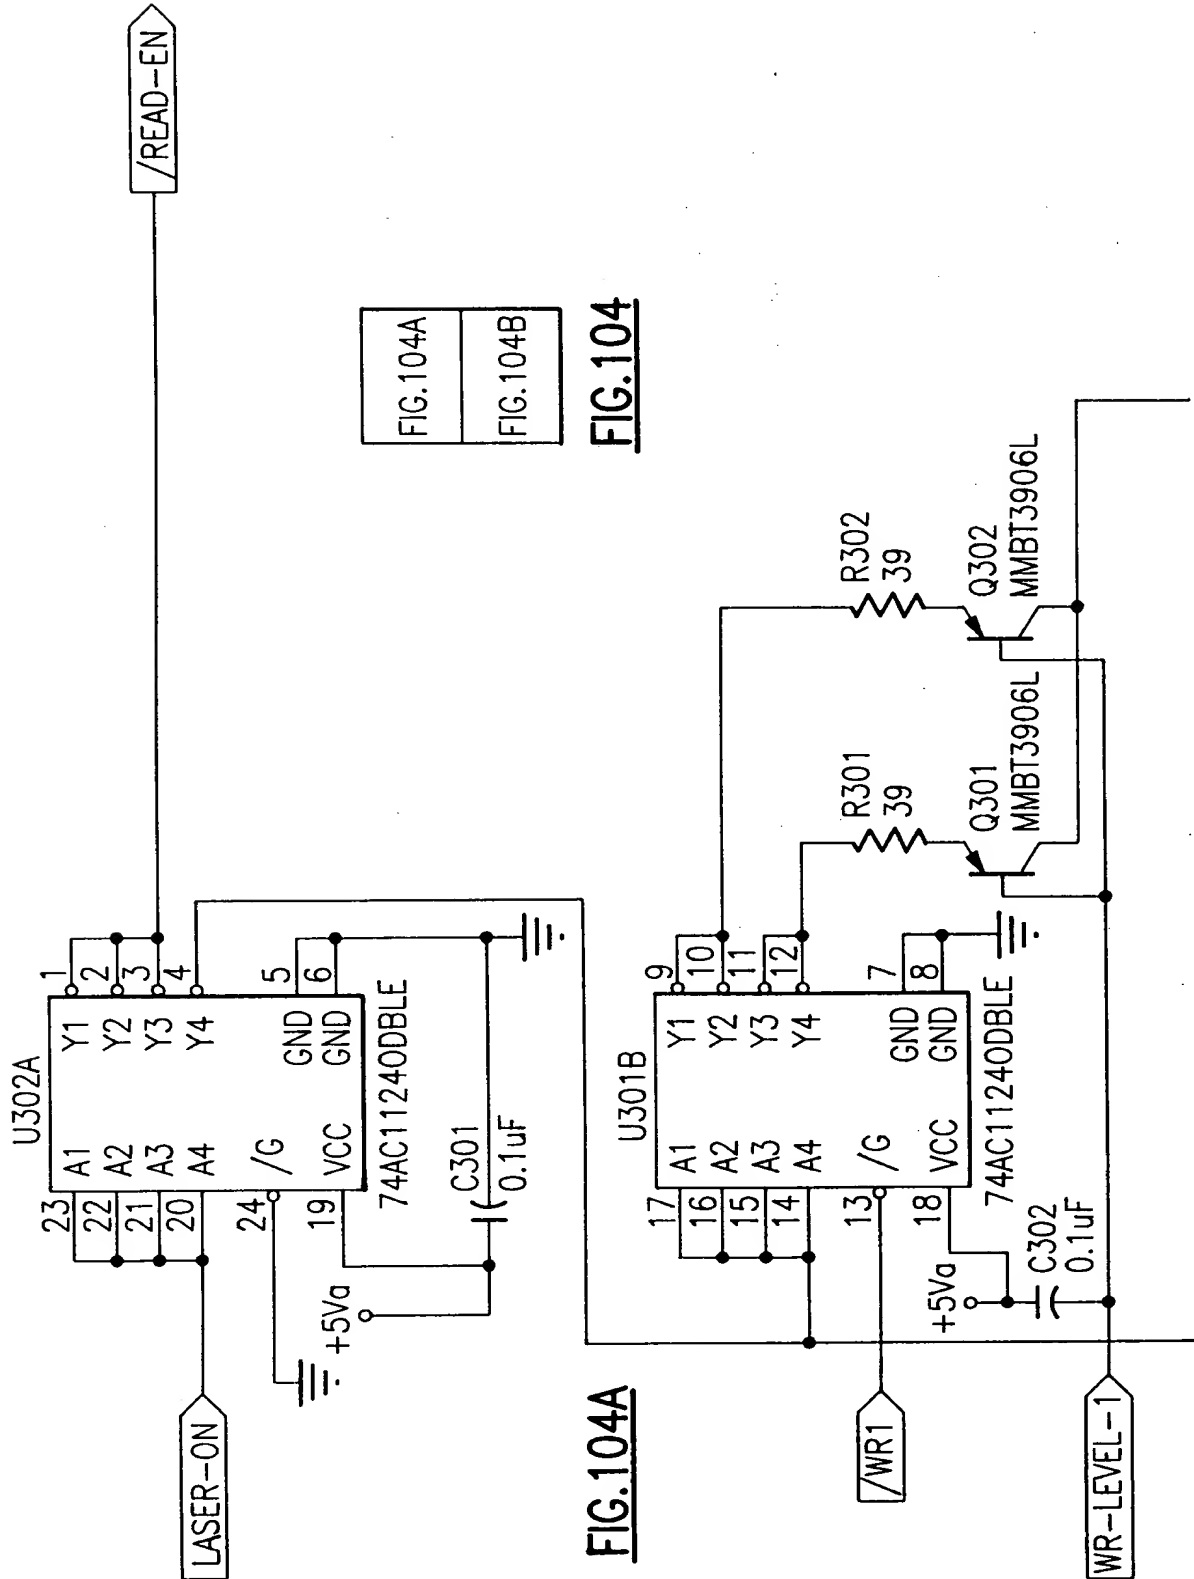 /READ-EN
FIG.104A
FIG.104B
FIG.104
U302A
23 A1 Y1 1
22 A2 Y2 2
21 A3 Y3 3
20 A4 Y4 4
24 /G GND 5
19 VCC GND 6
74AC11240DBLE
LASER-ON
+5Va
C301
0.1uF
FIG.104A
U301B
17 A1 Y1 9
16 A2 Y2 10
15 A3 Y3 11
14 A4 Y4 12
13 /G GND 7
18 VCC GND 8
74AC11240DBLE
/WR1
+5Va
C302
0.1uF
WR-LEVEL-1
R301
39
Q301
MMBT3906L
R302
39
Q302
MMBT3906L